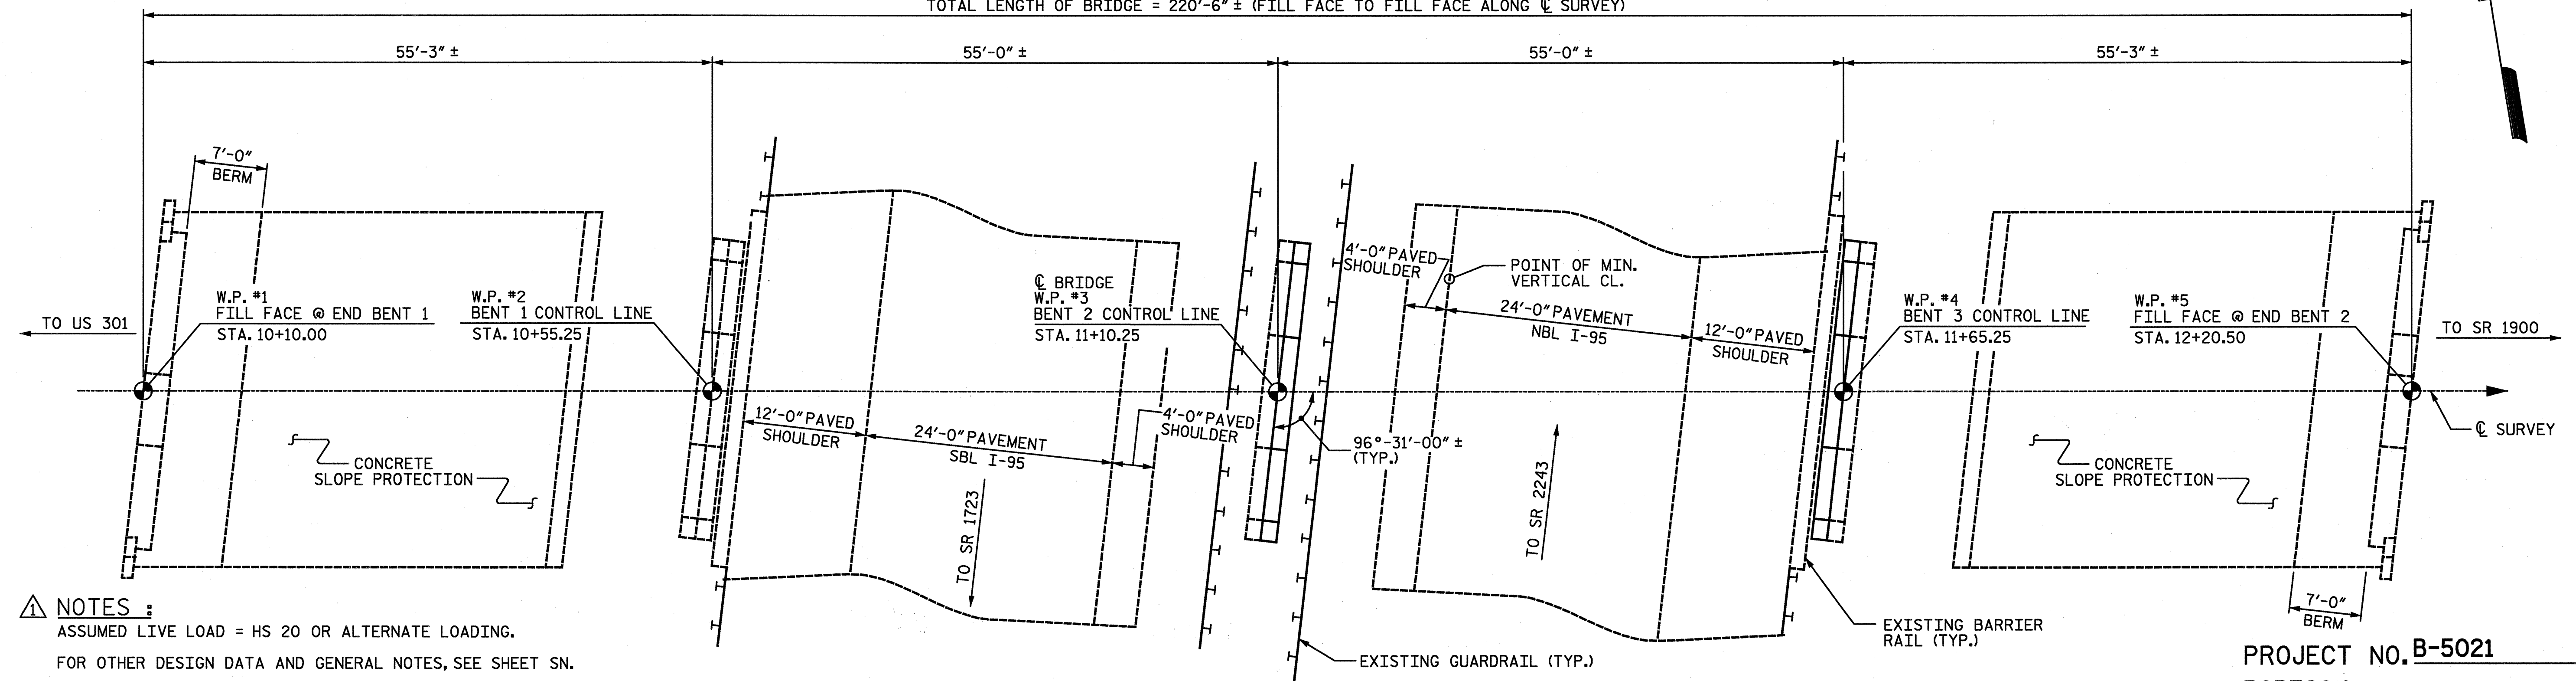 TOTAL LENGTH OF BRIDGE = 220'-6" ± (FILL FACE TO FILL FACE ALONG ℄ SURVEY)
55'-3" ±
55'-0" ±
55'-0" ±
55'-3" ±
7'-0"
BERM
TO US 301
W.P. #1
FILL FACE @ END BENT 1
STA. 10+10.00
W.P. #2
BENT 1 CONTROL LINE
STA. 10+55.25
℄ BRIDGE
W.P. #3
BENT 2 CONTROL LINE
STA. 11+10.25
4'-0" PAVED
SHOULDER
POINT OF MIN.
VERTICAL CL.
24'-0" PAVEMENT
NBL I-95
12'-0" PAVED
SHOULDER
W.P. #4
BENT 3 CONTROL LINE
STA. 11+65.25
W.P. #5
FILL FACE @ END BENT 2
STA. 12+20.50
TO SR 1900
12'-0" PAVED
SHOULDER
24'-0" PAVEMENT
SBL I-95
4'-0" PAVED
SHOULDER
96°-31'-00" ±
(TYP.)
℄ SURVEY
CONCRETE
SLOPE PROTECTION
TO SR 1723
TO SR 2243
CONCRETE
SLOPE PROTECTION
1 NOTES :
ASSUMED LIVE LOAD = HS 20 OR ALTERNATE LOADING.
FOR OTHER DESIGN DATA AND GENERAL NOTES, SEE SHEET SN.
EXISTING GUARDRAIL (TYP.)
EXISTING BARRIER
RAIL (TYP.)
7'-0"
BERM
PROJECT NO. B-5021